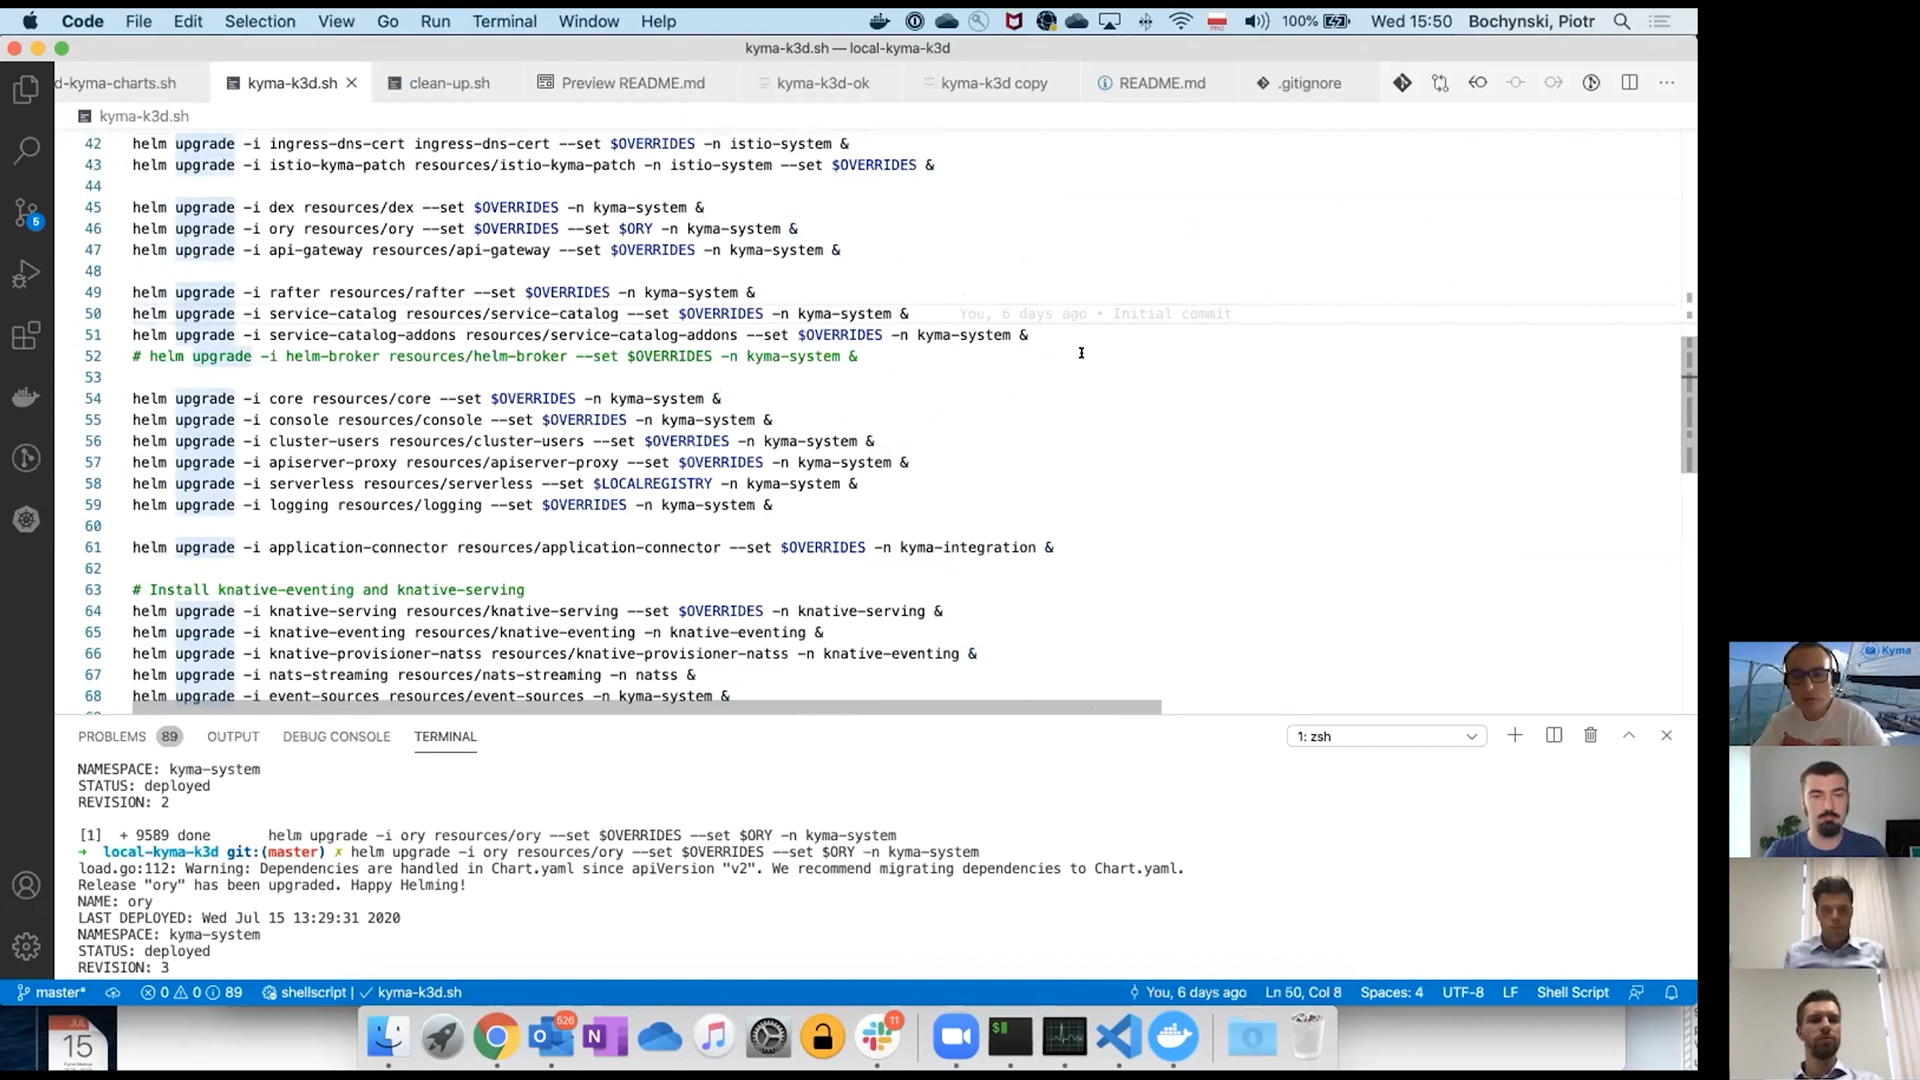 Code File Edit Selection View Go Run Terminal Window Help 100% Wed 15:50 Bochynski, Piotr
kyma-k3d.sh — local-kyma-k3d
d-kyma-charts.sh kyma-k3d.sh clean-up.sh Preview README.md kyma-k3d-ok kyma-k3d copy README.md .gitignore
kyma-k3d.sh
42 helm upgrade -i ingress-dns-cert ingress-dns-cert --set $OVERRIDES -n istio-system &
43 helm upgrade -i istio-kyma-patch resources/istio-kyma-patch -n istio-system --set $OVERRIDES &
44
45 helm upgrade -i dex resources/dex --set $OVERRIDES -n kyma-system &
46 helm upgrade -i ory resources/ory --set $OVERRIDES --set $ORY -n kyma-system &
47 helm upgrade -i api-gateway resources/api-gateway --set $OVERRIDES -n kyma-system &
48
49 helm upgrade -i rafter resources/rafter --set $OVERRIDES -n kyma-system &
50 helm upgrade -i service-catalog resources/service-catalog --set $OVERRIDES -n kyma-system & You, 6 days ago • Initial commit
51 helm upgrade -i service-catalog-addons resources/service-catalog-addons --set $OVERRIDES -n kyma-system &
52 # helm upgrade -i helm-broker resources/helm-broker --set $OVERRIDES -n kyma-system &
53
54 helm upgrade -i core resources/core --set $OVERRIDES -n kyma-system &
55 helm upgrade -i console resources/console --set $OVERRIDES -n kyma-system &
56 helm upgrade -i cluster-users resources/cluster-users --set $OVERRIDES -n kyma-system &
57 helm upgrade -i apiserver-proxy resources/apiserver-proxy --set $OVERRIDES -n kyma-system &
58 helm upgrade -i serverless resources/serverless --set $LOCALREGISTRY -n kyma-system &
59 helm upgrade -i logging resources/logging --set $OVERRIDES -n kyma-system &
60
61 helm upgrade -i application-connector resources/application-connector --set $OVERRIDES -n kyma-integration &
62
63 # Install knative-eventing and knative-serving
64 helm upgrade -i knative-serving resources/knative-serving --set $OVERRIDES -n knative-serving &
65 helm upgrade -i knative-eventing resources/knative-eventing -n knative-eventing &
66 helm upgrade -i knative-provisioner-natss resources/knative-provisioner-natss -n knative-eventing &
67 helm upgrade -i nats-streaming resources/nats-streaming -n natss &
68 helm upgrade -i event-sources resources/event-sources -n kyma-system &
5
Kyma
PROBLEMS 89 OUTPUT DEBUG CONSOLE TERMINAL 1: zsh
NAMESPACE: kyma-system
STATUS: deployed
REVISION: 2
[1] + 9589 done helm upgrade -i ory resources/ory --set $OVERRIDES --set $ORY -n kyma-system
➜ local-kyma-k3d git:(master) ✗ helm upgrade -i ory resources/ory --set $OVERRIDES --set $ORY -n kyma-system
load.go:112: Warning: Dependencies are handled in Chart.yaml since apiVersion "v2". We recommend migrating dependencies to Chart.yaml.
Release "ory" has been upgraded. Happy Helming!
NAME: ory
LAST DEPLOYED: Wed Jul 15 13:29:31 2020
NAMESPACE: kyma-system
STATUS: deployed
REVISION: 3
master* 0 0 89 shellscript | ✓ kyma-k3d.sh You, 6 days ago Ln 50, Col 8 Spaces: 4 UTF-8 LF Shell Script
JUL
15
526
11